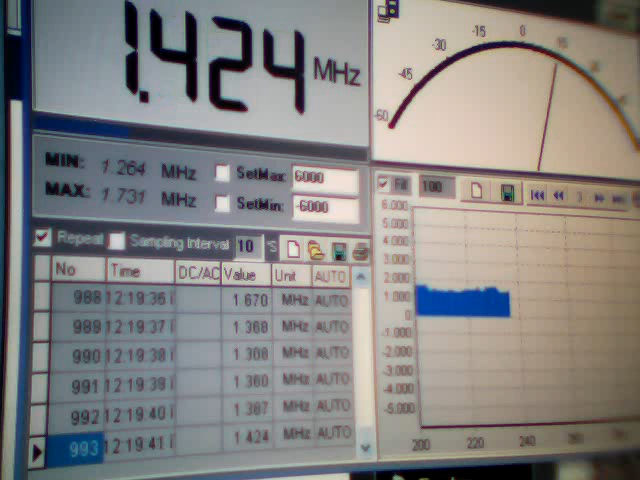 1.424 MHz
-60 -45 -30 -15 0 15
MIN: 1.264 MHz
MAX: 1.731 MHz
SetMax: 6000
SetMin: -6000
Repeat Sampling Interval 10 'S
No Time DC/AC Value Unit AUTO
988 12:19:36 1.670 MHz AUTO
989 12:19:37 1.360 MHz AUTO
990 12:19:38 MHz AUTO
991 12:19:39 1.360 MHz AUTO
992 12:19:40 1.387 MHz AUTO
993 12:19:41 1.424 MHz AUTO
Fill 100
6.000
5.000
4.000
3.000
2.000
1.000
0
-1.000
-2.000
-3.000
-4.000
-5.000
200 220 240 260